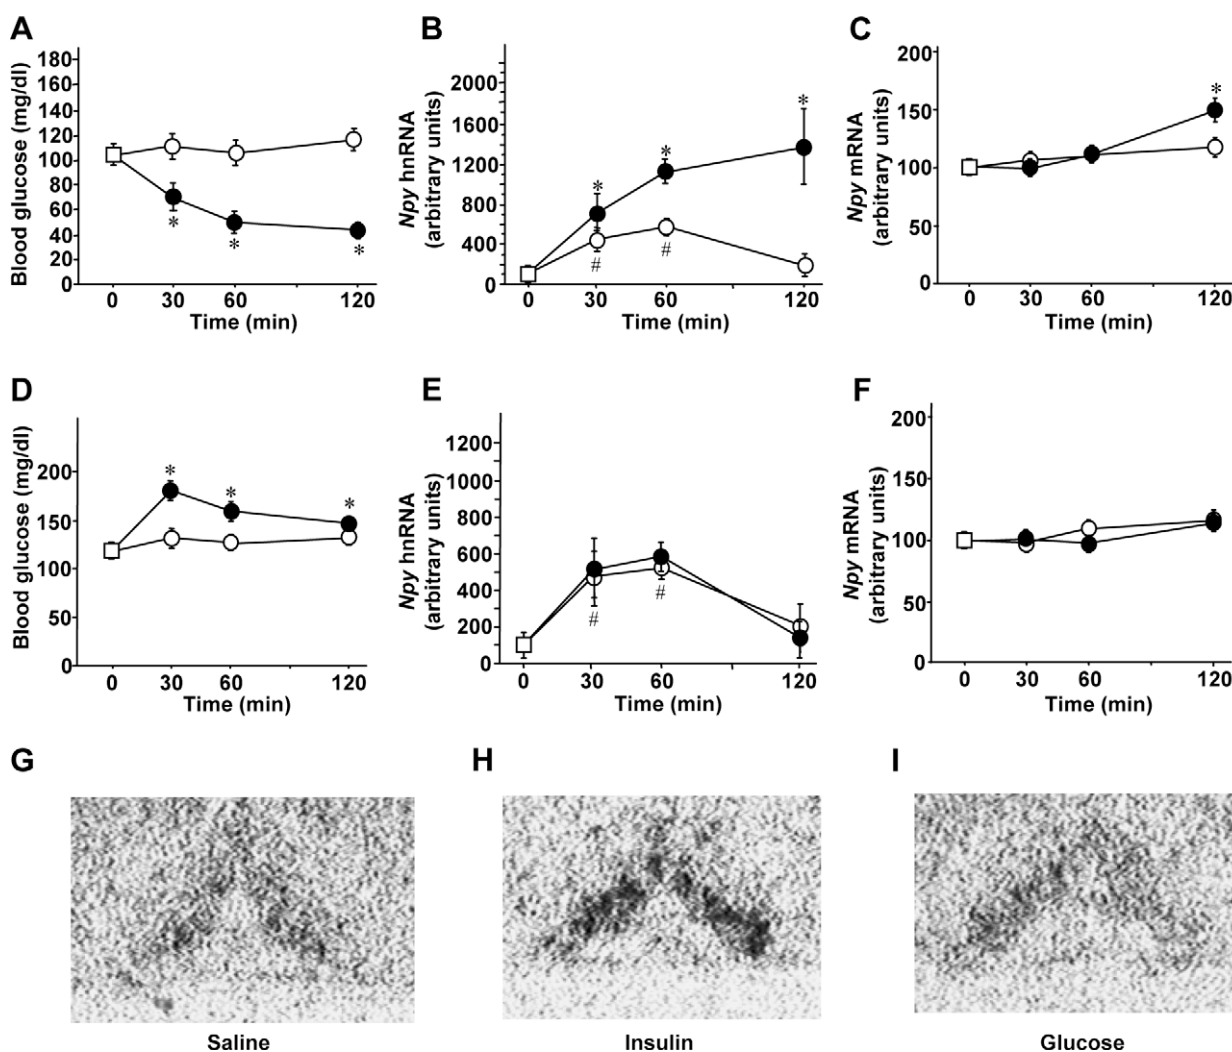 A
B
C
Blood glucose (mg/dl)
180
160
140
120
100
80
60
40
20
0
*
*
*
0
30
60
120
Time (min)
Npy hnRNA
(arbitrary units)
2000
1600
1200
800
400
0
*
*
*
#
#
0
30
60
120
Time (min)
Npy mRNA
(arbitrary units)
200
150
100
50
0
*
0
30
60
120
Time (min)
D
E
F
Blood glucose (mg/dl)
200
150
100
50
0
*
*
*
0
30
60
120
Time (min)
Npy hnRNA
(arbitrary units)
1200
1000
800
600
400
200
0
#
#
0
30
60
120
Time (min)
Npy mRNA
(arbitrary units)
200
150
100
50
0
0
30
60
120
Time (min)
G
H
I
Saline
Insulin
Glucose